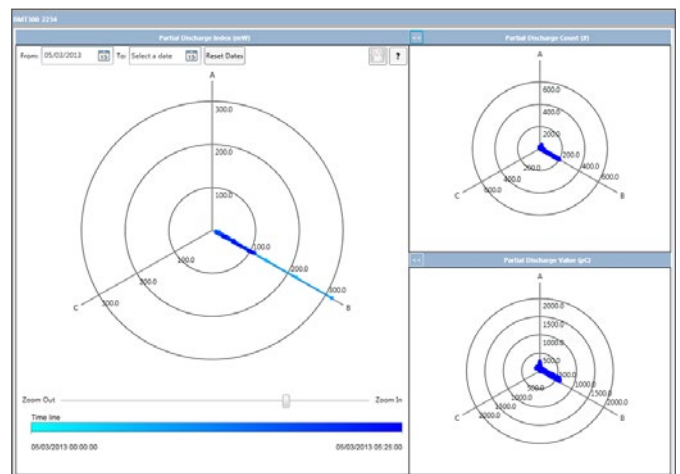 BMT300 2234
Partial Discharge Index (mW)
From: 05/03/2013 15 To: Select a date 15 Reset Dates ?
A
300.0
200.0
100.0
100.0
200.0
300.0
B
100.0
200.0
300.0
C
Zoom Out Zoom In
Time line
05/03/2013 00:00:00 05/03/2013 05:25:00
<< Partial Discharge Count (#)
A
600.0
400.0
200.0
200.0
400.0
600.0
B
200.0
400.0
600.0
C
<< Partial Discharge Value (pC)
A
2000.0
1500.0
1000.0
500.0
500.0
1000.0
1500.0
2000.0
B
500.0
1000.0
1500.0
2000.0
C